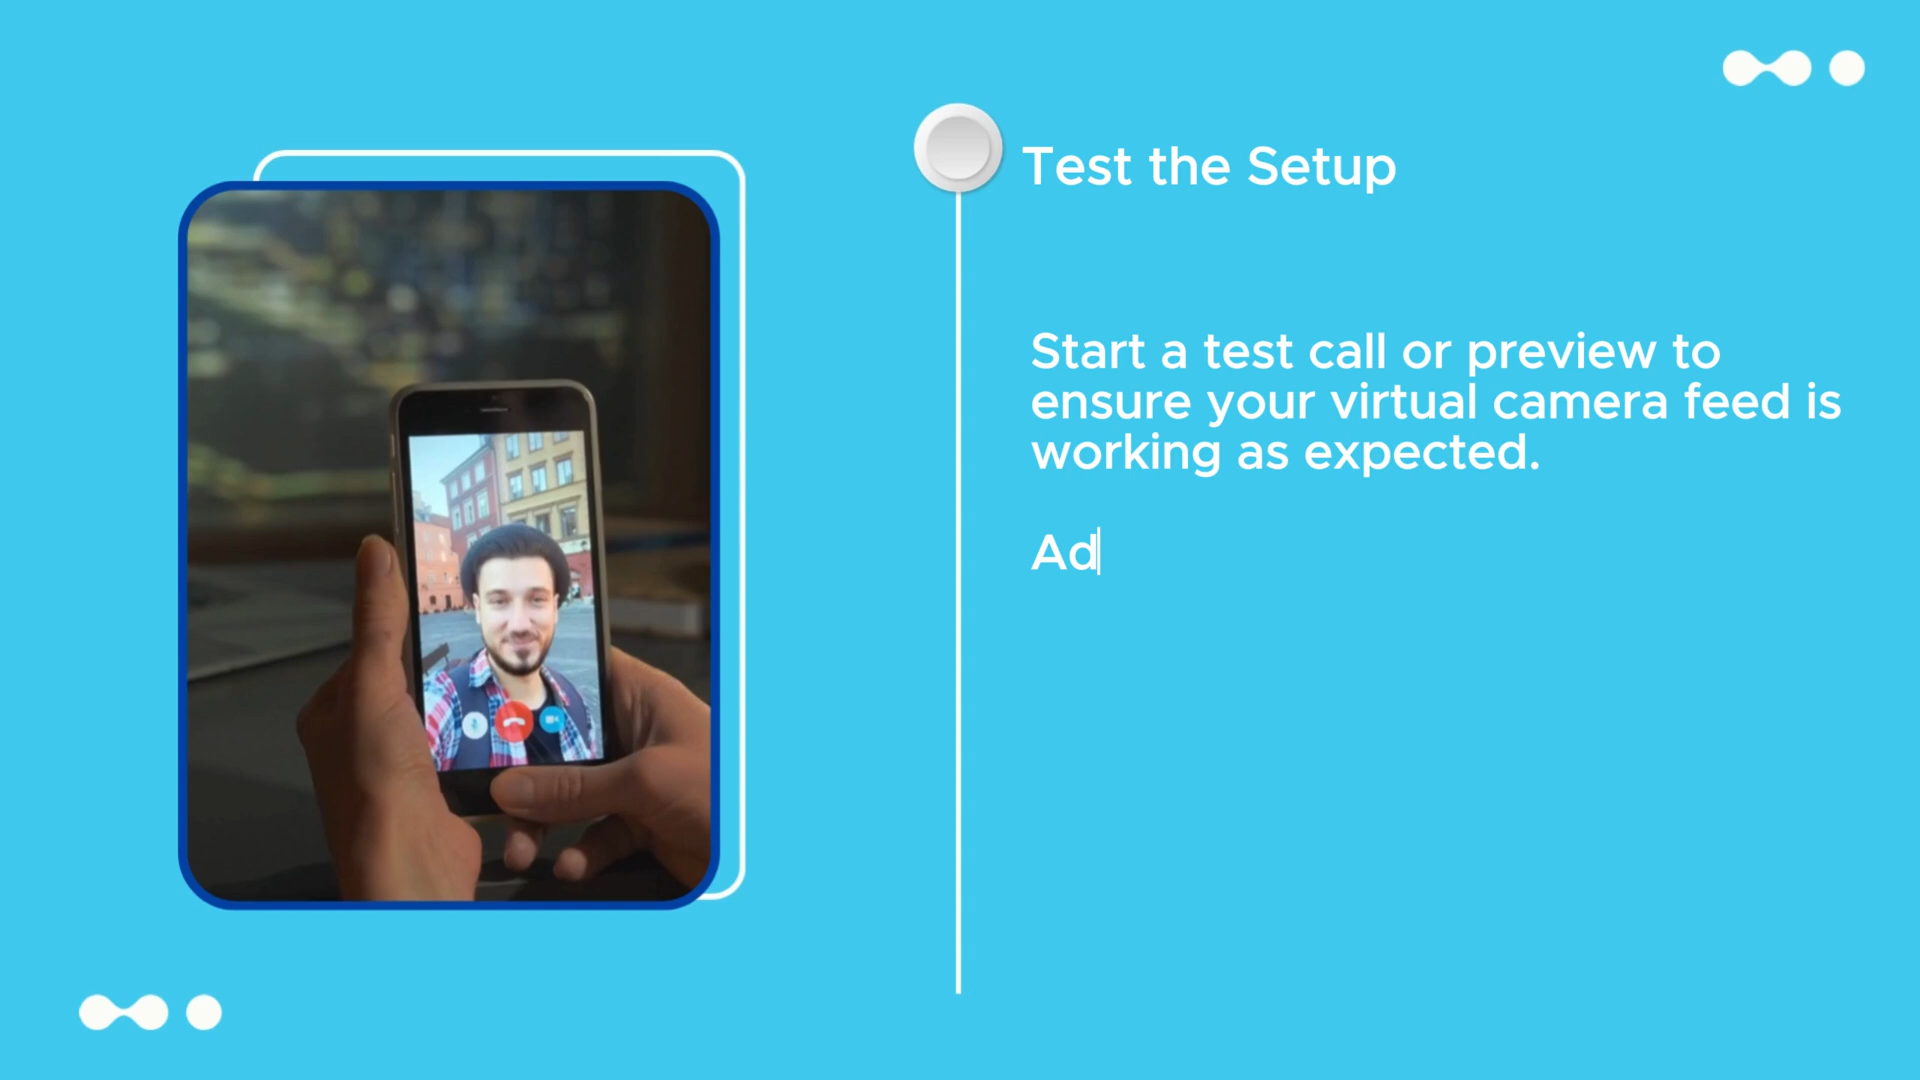 Test the Setup
Start a test call or preview to
ensure your virtual camera feed is
working as expected.
Ad